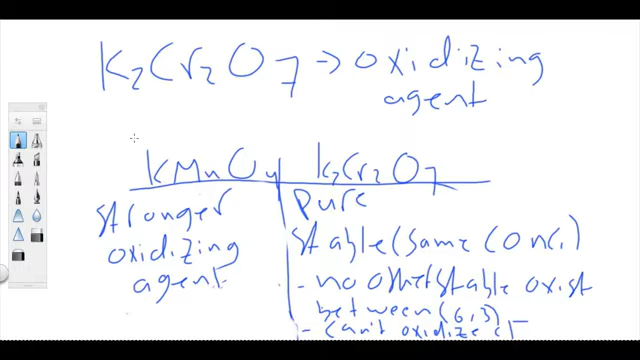 K2Cr2O7 → oxidizing
agent
KMnO4 | K2Cr2O7
stronger
oxidizing
agent
pure
stable (same conc.)
- no other stable oxist
between (6,3)
- can't oxidize cl-